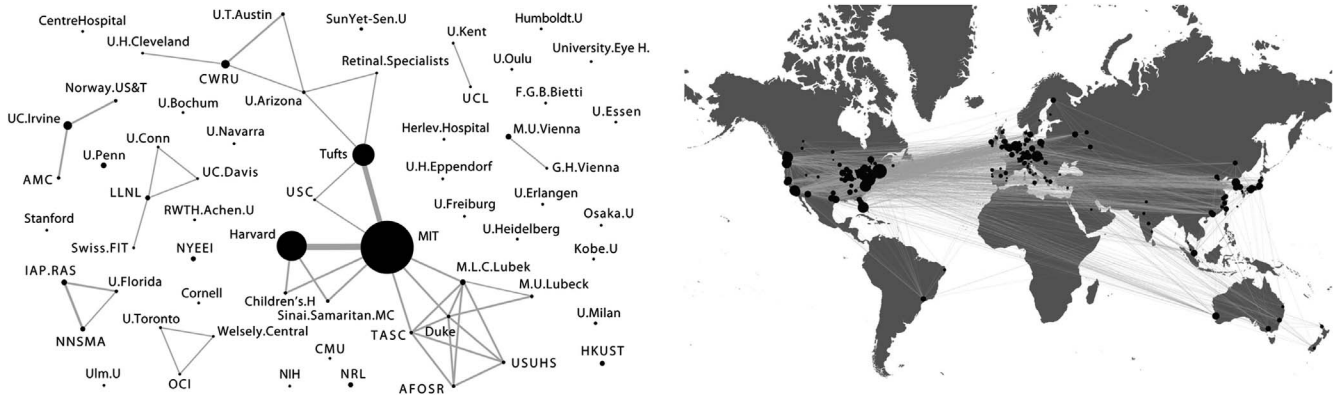 CentreHospital
U.T.Austin
SunYet-Sen.U
Humboldt.U
U.H.Cleveland
U.Kent
University.Eye H.
CWRU
Retinal.Specialists
U.Oulu
Norway.US&T
U.Bochum
U.Arizona
UCL
F.G.B.Bietti
UC.Irvine
U.Conn
U.Navarra
Herlev.Hospital
M.U.Vienna
U.Essen
U.Penn
Tufts
U.H.Eppendorf
G.H.Vienna
AMC
LLNL
UC.Davis
USC
U.Erlangen
Stanford
RWTH.Achen.U
U.Freiburg
Osaka.U
Swiss.FIT
NYEEI
Harvard
MIT
U.Heidelberg
Kobe.U
IAP.RAS
U.Florida
M.L.C.Lubek
M.U.Lubeck
Cornell
Children's.H
Sinai.Samaritan.MC
U.Toronto
Welsely.Central
TASC
Duke
U.Milan
NNSMA
CMU
USUHS
HKUST
Ulm.U
OCI
NIH
NRL
AFOSR